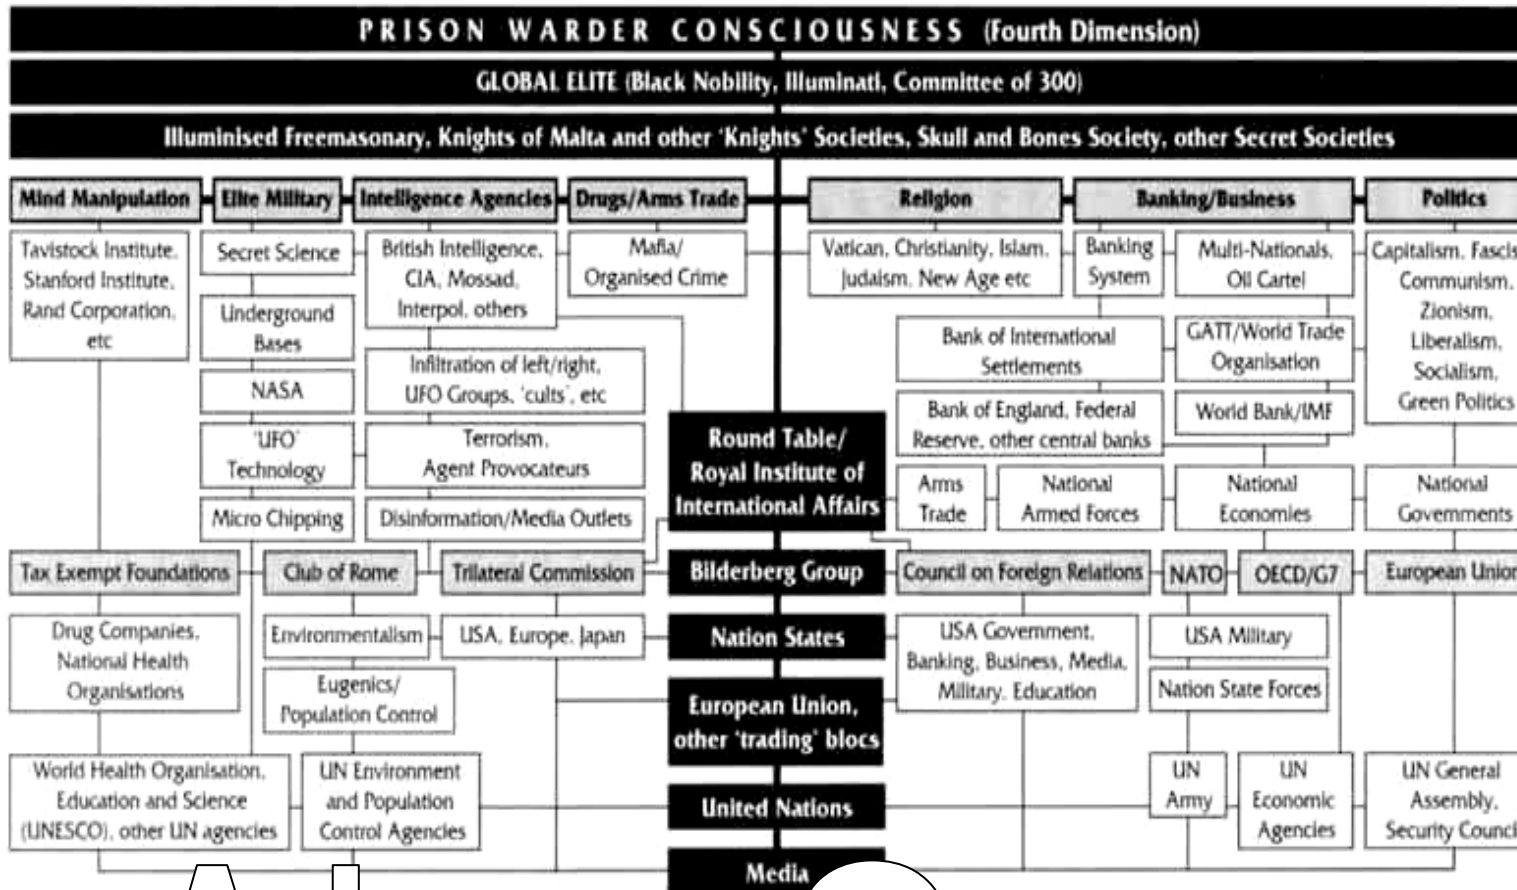 PRISON WARDER CONSCIOUSNESS (Fourth Dimension)
GLOBAL ELITE (Black Nobility, Illuminati, Committee of 300)
Illuminised Freemasonary, Knights of Malta and other 'Knights' Societies, Skull and Bones Society, other Secret Societies
Mind Manipulation
Elite Military
Intelligence Agencies
Drugs/Arms Trade
Religion
Banking/Business
Politics
Tavistock Institute,
Stanford Institute,
Rand Corporation,
etc
Secret Science
Underground
Bases
NASA
'UFO'
Technology
Micro Chipping
British Intelligence,
CIA, Mossad,
Interpol, others
Infiltration of left/right,
UFO Groups, 'cults', etc
Terrorism,
Agent Provocateurs
Disinformation/Media Outlets
Mafia/
Organised Crime
Vatican, Christianity, Islam,
Judaism, New Age etc
Banking
System
Multi-Nationals,
Oil Cartel
Capitalism, Fascis
Communism,
Zionism,
Liberalism,
Socialism,
Green Politics
Bank of International
Settlements
GATT/World Trade
Organisation
Bank of England, Federal
Reserve, other central banks
World Bank/IMF
Round Table/
Royal Institute of
International Affairs
Arms
Trade
National
Armed Forces
National
Economies
National
Governments
Tax Exempt Foundations
Club of Rome
Trilateral Commission
Bilderberg Group
Council on Foreign Relations
NATO
OECD/G7
European Union
Drug Companies,
National Health
Organisations
Environmentalism
USA, Europe, Japan
Nation States
USA Government,
Banking, Business, Media,
Military, Education
USA Military
Eugenics/
Population Control
Nation State Forces
European Union,
other 'trading' blocs
World Health Organisation,
Education and Science
(UNESCO), other UN agencies
UN Environment
and Population
Control Agencies
United Nations
UN
Army
UN
Economic
Agencies
UN General
Assembly,
Security Counci
Media